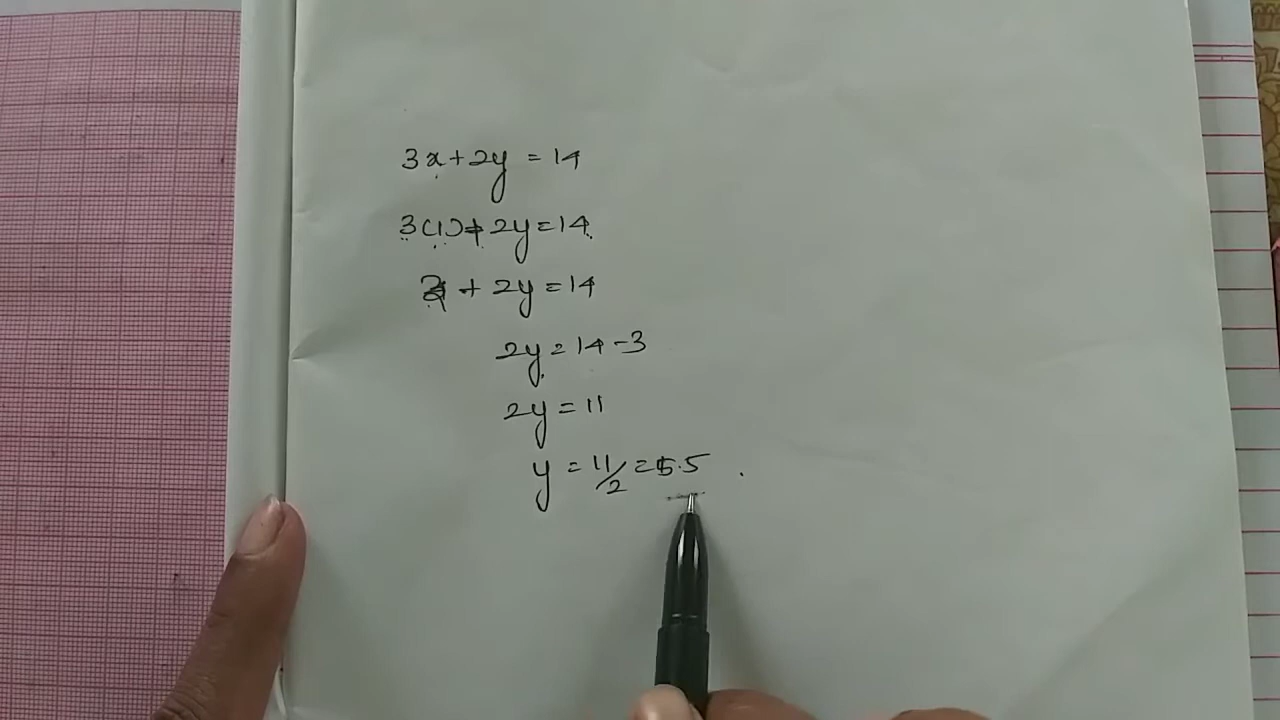 3x + 2y = 14
3(1) + 2y = 14
3 + 2y = 14
2y = 14 - 3
2y = 11
y = 11/2 = 5.5